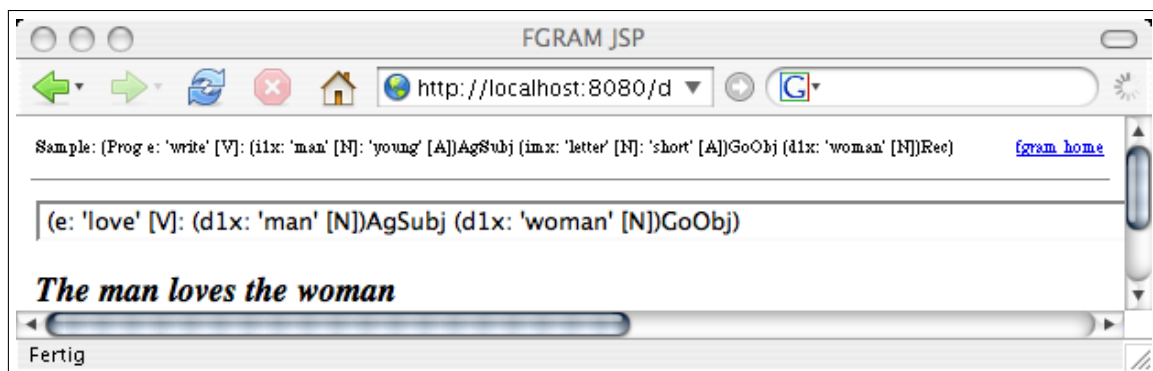 FGRAM JSP
http://localhost:8080/d
G
Sample: (Prog e: 'write' [V]: (i1x: 'man' [N]: 'young' [A])AgSubj (imx: 'letter' [N]: 'short' [A])GoObj (d1x: 'woman' [N])Rec) fgram home
(e: 'love' [V]: (d1x: 'man' [N])AgSubj (d1x: 'woman' [N])GoObj)
The man loves the woman
Fertig